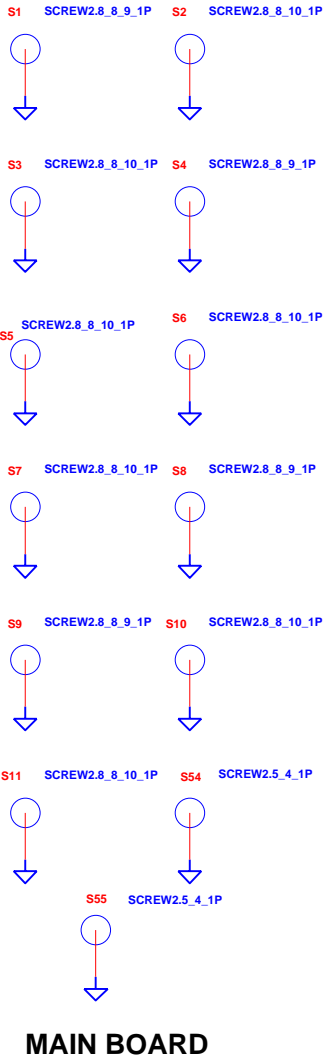 S1 SCREW2.8_8_9_1P S2 SCREW2.8_8_10_1P
S3 SCREW2.8_8_10_1P S4 SCREW2.8_8_9_1P
S5 SCREW2.8_8_10_1P S6 SCREW2.8_8_10_1P
S7 SCREW2.8_8_10_1P S8 SCREW2.8_8_9_1P
S9 SCREW2.8_8_9_1P S10 SCREW2.8_8_10_1P
S11 SCREW2.8_8_10_1P S54 SCREW2.5_4_1P
S55 SCREW2.5_4_1P
MAIN BOARD